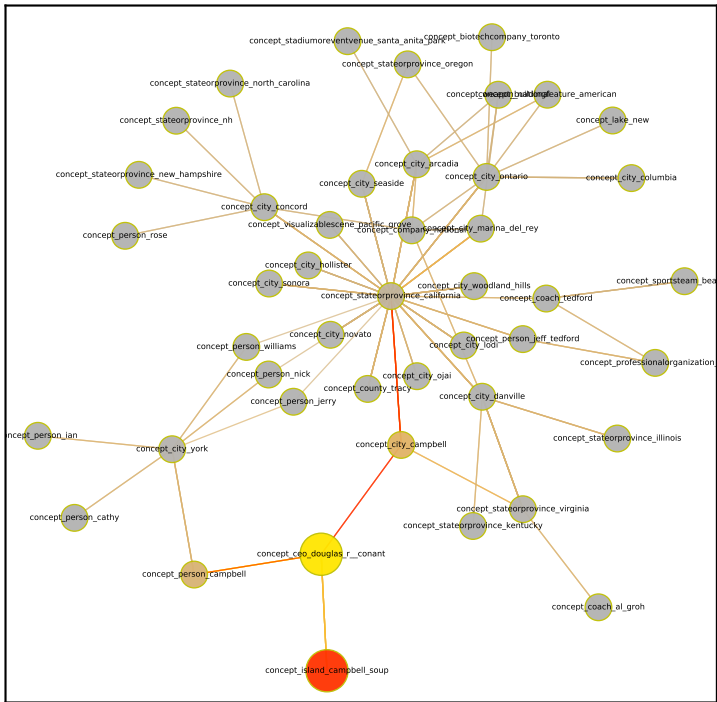 concept_biotechcompany_toronto
concept_stadiumoreventvenue_santa_anita_park
concept_stateorprovince_oregon
concept_stateorprovince_north_carolina
concept_stateorprovince_nh
concept_lake_new
concept_city_arcadia
concept_stateorprovince_new_hampshire
concept_city_ontario
concept_city_columbia
concept_city_seaside
concept_city_concord
concept_visualizablescene_pacific_grove
concept_city_marina_del_rey
concept_person_rose
concept_city_hollister
concept_city_sonora
concept_city_woodland_hills
concept_sportsteam_bea
concept_stateorprovince_california
concept_coach_tedford
concept_city_novato
concept_person_williams
concept_city_lodi
concept_person_jeff_tedford
concept_professionalorganization_
concept_person_nick
concept_city_ojai
concept_county_tracy
concept_person_jerry
concept_city_danville
concept_person_ian
concept_city_york
concept_city_campbell
concept_stateorprovince_illinois
concept_stateorprovince_virginia
concept_person_cathy
concept_stateorprovince_kentucky
concept_ceo_douglas_r__conant
concept_person_campbell
concept_coach_al_groh
concept_island_campbell_soup